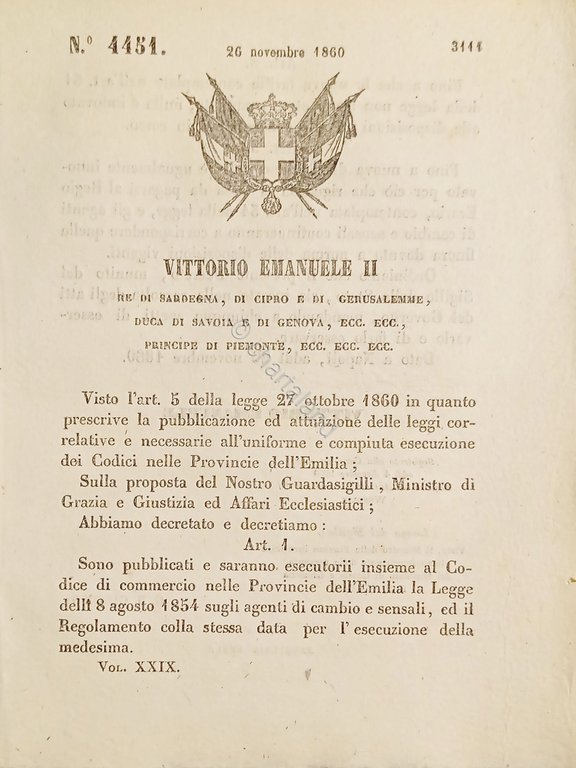 N.º 4451.
26 novembre 1860
3111
VITTORIO EMANUELE II
RE DI SARDEGNA, DI CIPRO E DI GERUSALEMME,
DUCA DI SAVOIA E DI GENOVA, ECC. ECC.,
PRINCIPE DI PIEMONTE, ECC. ECC. ECC.
Visto l'art. 5 della legge 27 ottobre 1860 in quanto
prescrive la pubblicazione ed attuazione delle leggi cor-
relative e necessarie all'uniforme e compiuta esecuzione
dei Codici nelle Provincie dell'Emilia;
Sulla proposta del Nostro Guardasigilli, Ministro di
Grazia e Giustizia ed Affari Ecclesiastici;
Abbiamo decretato e decretiamo:
Art. 1.
Sono pubblicati e saranno esecutorii insieme al Co-
dice di commercio nelle Provincie dell'Emilia la Legge
delli 8 agosto 1854 sugli agenti di cambio e sensali, ed il
Regolamento colla stessa data per l'esecuzione della
medesima.
VOL. XXIX.
© chartaland